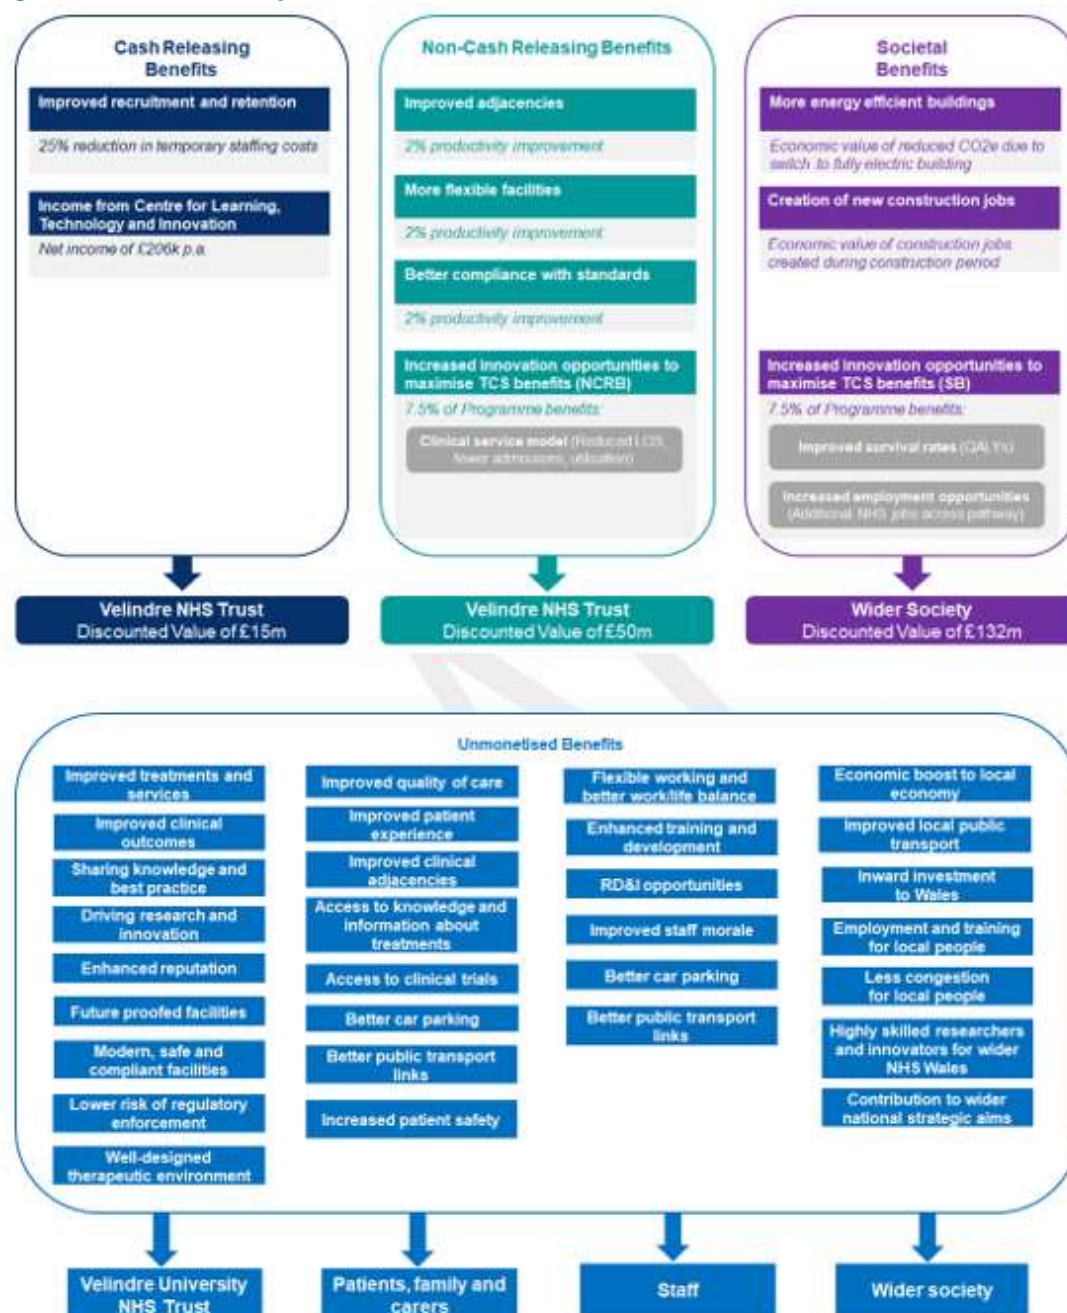 Cash Releasing
Benefits
Improved recruitment and retention
25% reduction in temporary staffing costs
Income from Centre for Learning,
Technology and Innovation
Net income of £206k p.a.
Non-Cash Releasing Benefits
Improved adjacencies
2% productivity improvement
More flexible facilities
2% productivity improvement
Better compliance with standards
2% productivity improvement
Increased innovation opportunities to
maximise TCS benefits (NCRB)
7.5% of Programme benefits:
Clinical service model (Reduced LOS,
fewer admissions, utilisation)
Societal
Benefits
More energy efficient buildings
Economic value of reduced CO2e due to
switch to fully electric building
Creation of new construction jobs
Economic value of construction jobs
created during construction period
Increased innovation opportunities to
maximise TCS benefits (SB)
7.5% of Programme benefits:
Improved survival rates (QALYs)
Increased employment opportunities
(Additional NHS jobs across pathway)
Velindre NHS Trust
Discounted Value of £15m
Velindre NHS Trust
Discounted Value of £50m
Wider Society
Discounted Value of £132m
Unmonetised Benefits
Improved treatments and
services
Improved clinical
outcomes
Sharing knowledge and
best practice
Driving research and
innovation
Enhanced reputation
Future proofed facilities
Modern, safe and
compliant facilities
Lower risk of regulatory
enforcement
Well-designed
therapeutic environment
Improved quality of care
Improved patient
experience
Improved clinical
adjacencies
Access to knowledge and
information about
treatments
Access to clinical trials
Better car parking
Better public transport
links
Increased patient safety
Flexible working and
better work/life balance
Enhanced training and
development
RD&I opportunities
Improved staff morale
Better car parking
Better public transport
links
Economic boost to local
economy
Improved local public
transport
Inward investment
to Wales
Employment and training
for local people
Less congestion
for local people
Highly skilled researchers
and innovators for wider
NHS Wales
Contribution to wider
national strategic aims
Velindre University
NHS Trust
Patients, family and
carers
Staff
Wider society